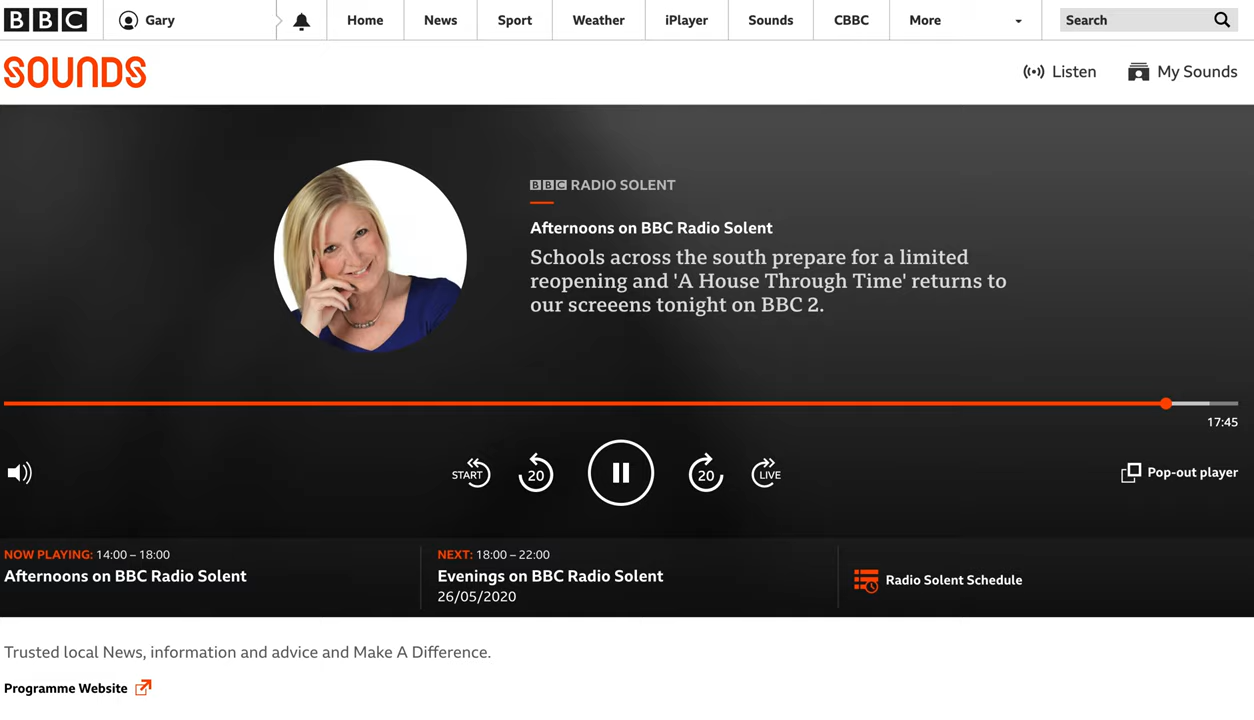 BBC
Gary
Home
News
Sport
Weather
iPlayer
Sounds
CBBC
More
Search
SOUNDS
Listen
My Sounds
BBC RADIO SOLENT
Afternoons on BBC Radio Solent
Schools across the south prepare for a limited
reopening and 'A House Through Time' returns to
our screeens tonight on BBC 2.
17:45
START
20
20
LIVE
Pop-out player
NOW PLAYING: 14:00 – 18:00
Afternoons on BBC Radio Solent
NEXT: 18:00 – 22:00
Evenings on BBC Radio Solent
26/05/2020
Radio Solent Schedule
Trusted local News, information and advice and Make A Difference.
Programme Website